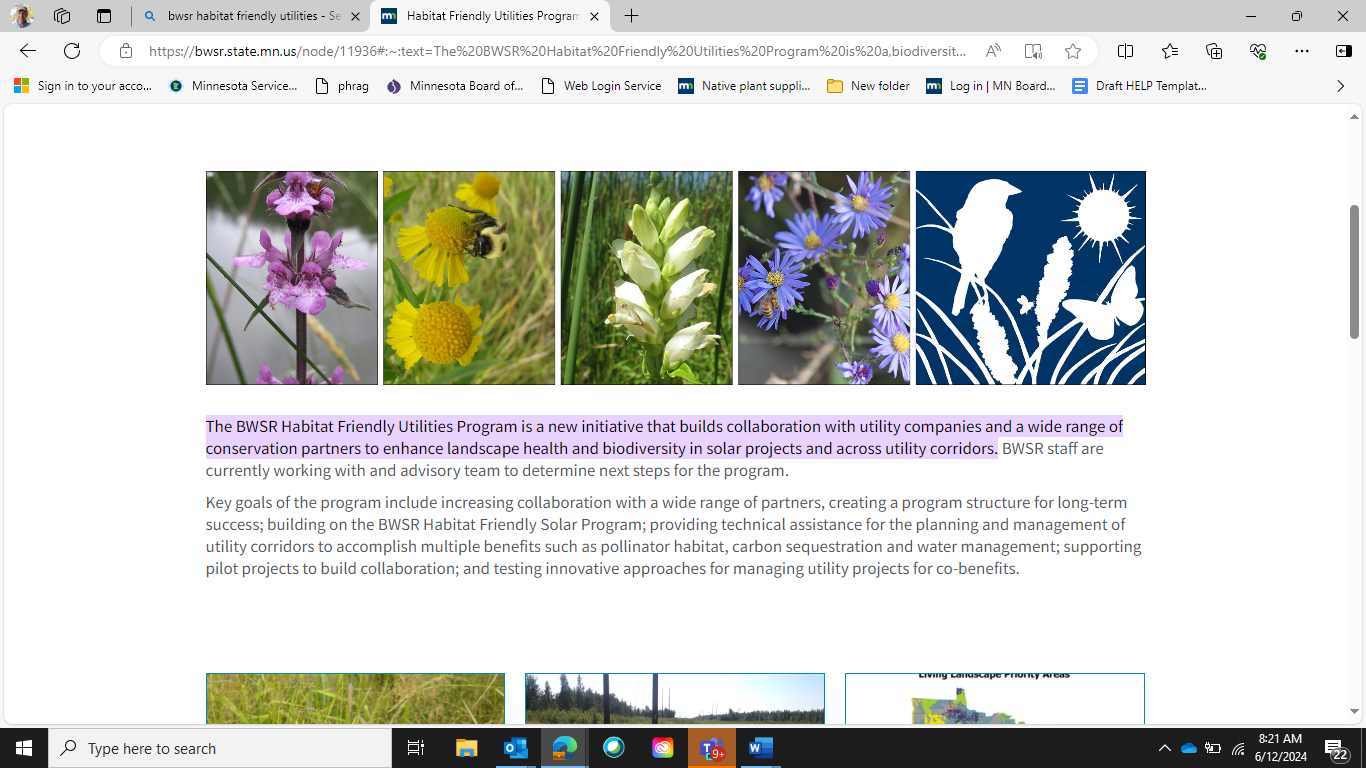 bwsr habitat friendly utilities - Se
Habitat Friendly Utilities Program
https://bwsr.state.mn.us/node/11936#:~:text=The%20BWSR%20Habitat%20Friendly%20Utilities%20Program%20is%20a,biodiversit...
Sign in to your acco...
Minnesota Service...
phrag
Minnesota Board of...
Web Login Service
Native plant suppli...
New folder
Log in | MN Board...
Draft HELP Templat...
The BWSR Habitat Friendly Utilities Program is a new initiative that builds collaboration with utility companies and a wide range of
conservation partners to enhance landscape health and biodiversity in solar projects and across utility corridors. BWSR staff are
currently working with and advisory team to determine next steps for the program.
Key goals of the program include increasing collaboration with a wide range of partners, creating a program structure for long-term
success; building on the BWSR Habitat Friendly Solar Program; providing technical assistance for the planning and management of
utility corridors to accomplish multiple benefits such as pollinator habitat, carbon sequestration and water management; supporting
pilot projects to build collaboration; and testing innovative approaches for managing utility projects for co-benefits.
Living Landscape Priority Areas
Type here to search
9+
8:21 AM
6/12/2024
22